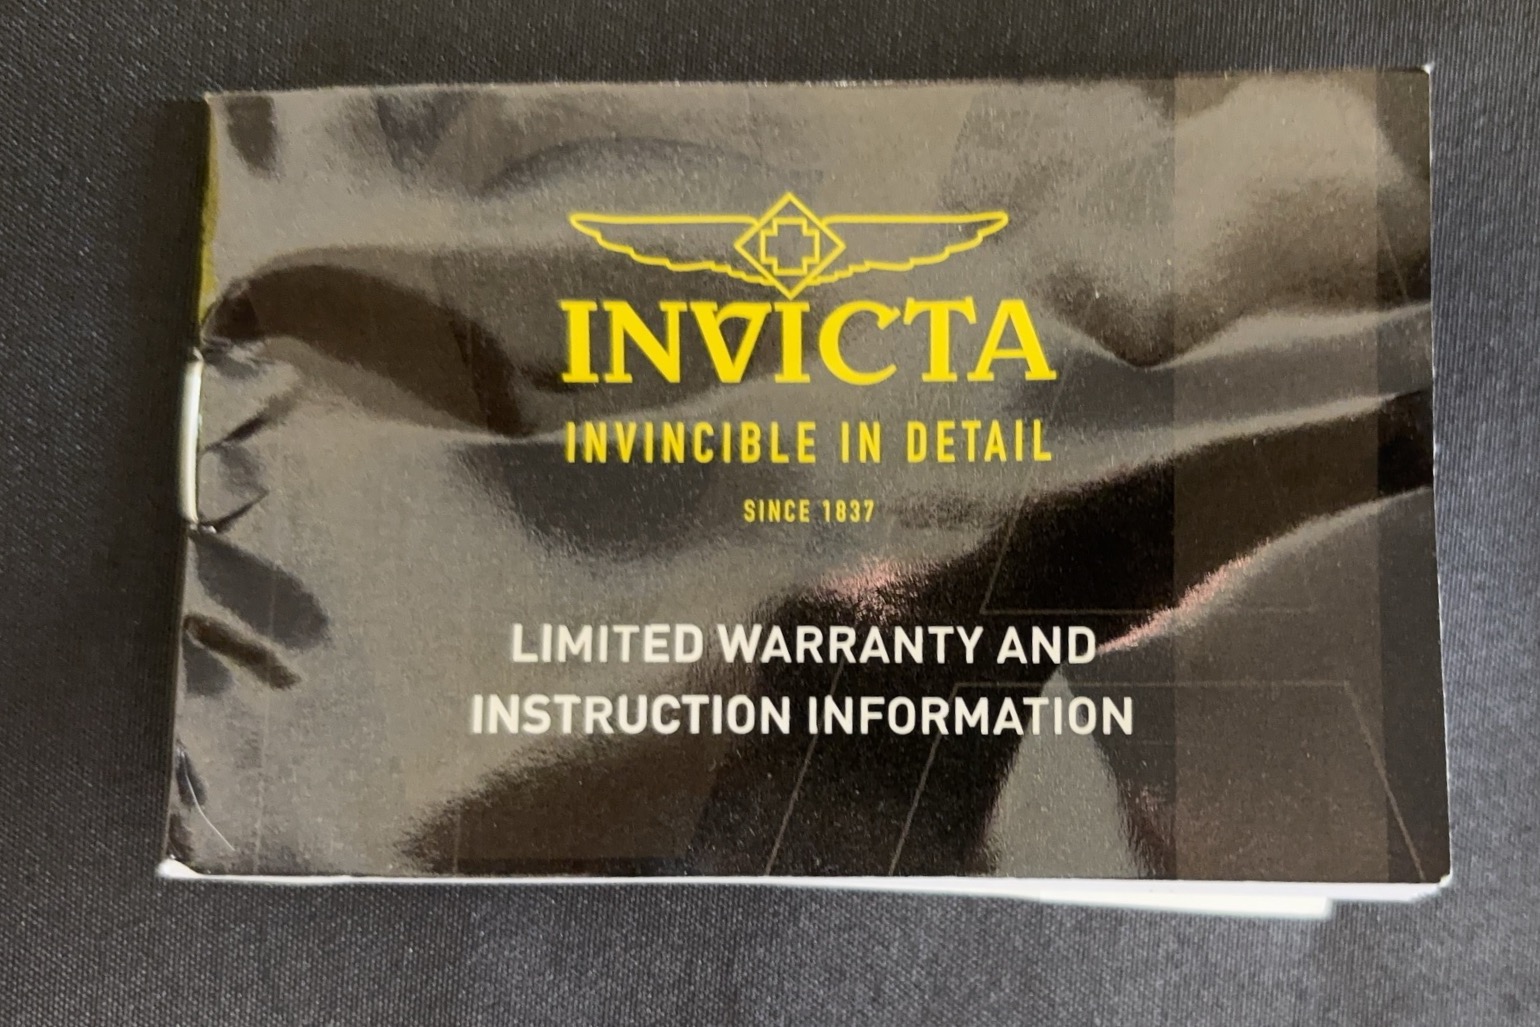 INVICTA
INVINCIBLE IN DETAIL
SINCE 1837
LIMITED WARRANTY AND
INSTRUCTION INFORMATION